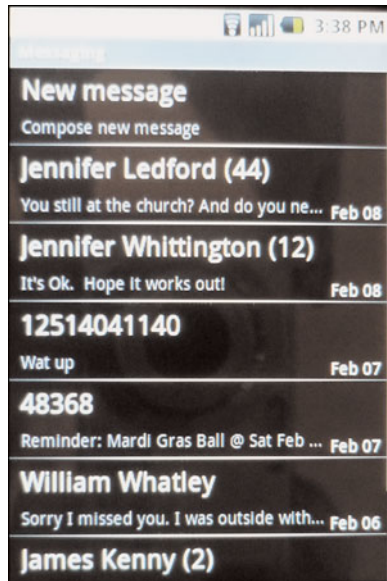 3:38 PM
Messaging
New message
Compose new message
Jennifer Ledford (44)
You still at the church? And do you ne... Feb 08
Jennifer Whittington (12)
It's Ok. Hope it works out! Feb 08
12514041140
Wat up Feb 07
48368
Reminder: Mardi Gras Ball @ Sat Feb ... Feb 07
William Whatley
Sorry I missed you. I was outside with... Feb 06
James Kenny (2)